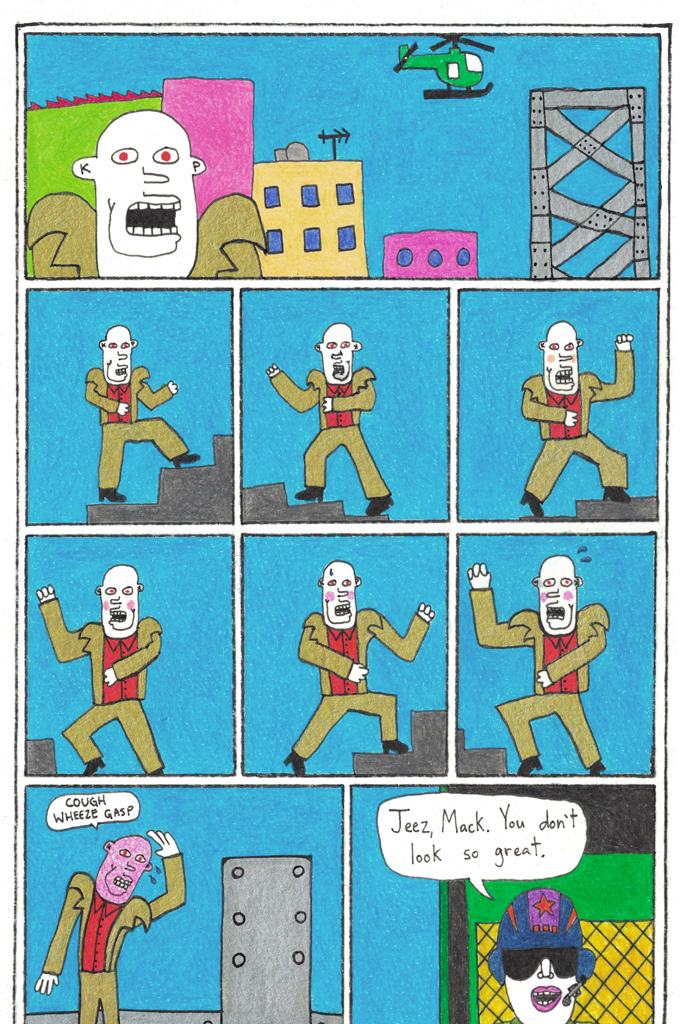 K P
COUGH
WHEEZE GASP
Jeez, Mack. You don't
look so great.